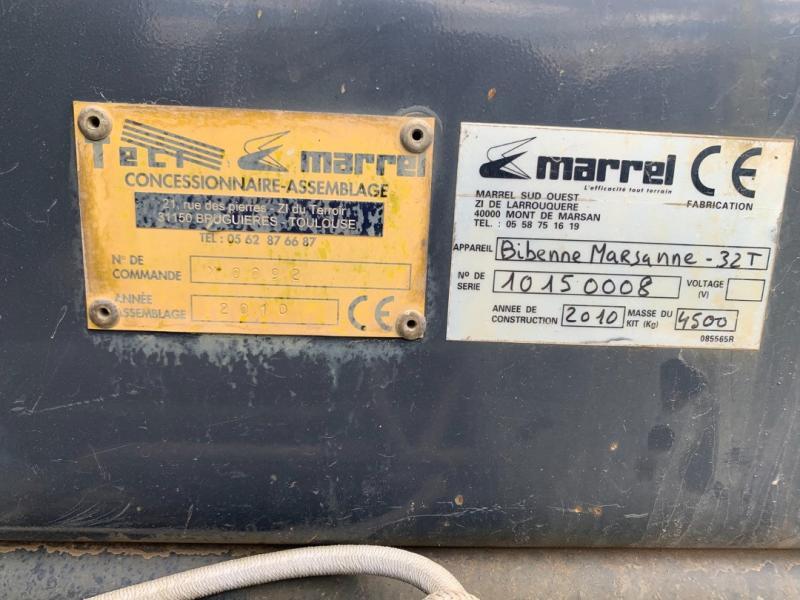 Tect marrel
CONCESSIONNAIRE-ASSEMBLAGE
21, rue des pierres - ZI du Terroir
31150 BRUGUIERES - TOULOUSE
TEL : 05 62 87 66 87
N° DE COMMANDE 0092
ANNÉE ASSEMBLAGE 2010 CE
marrel CE
L'efficacité tout terrain
FABRICATION
MARREL SUD OUEST
ZI DE LARROUQUERE
40000 MONT DE MARSAN
TEL. : 05 58 75 16 19
APPAREIL Bibenne Marsanne - 32T
N° DE SERIE 10150008 VOLTAGE (V)
ANNEE DE CONSTRUCTION 2010 MASSE DU KIT (Kg) 4500
085565R